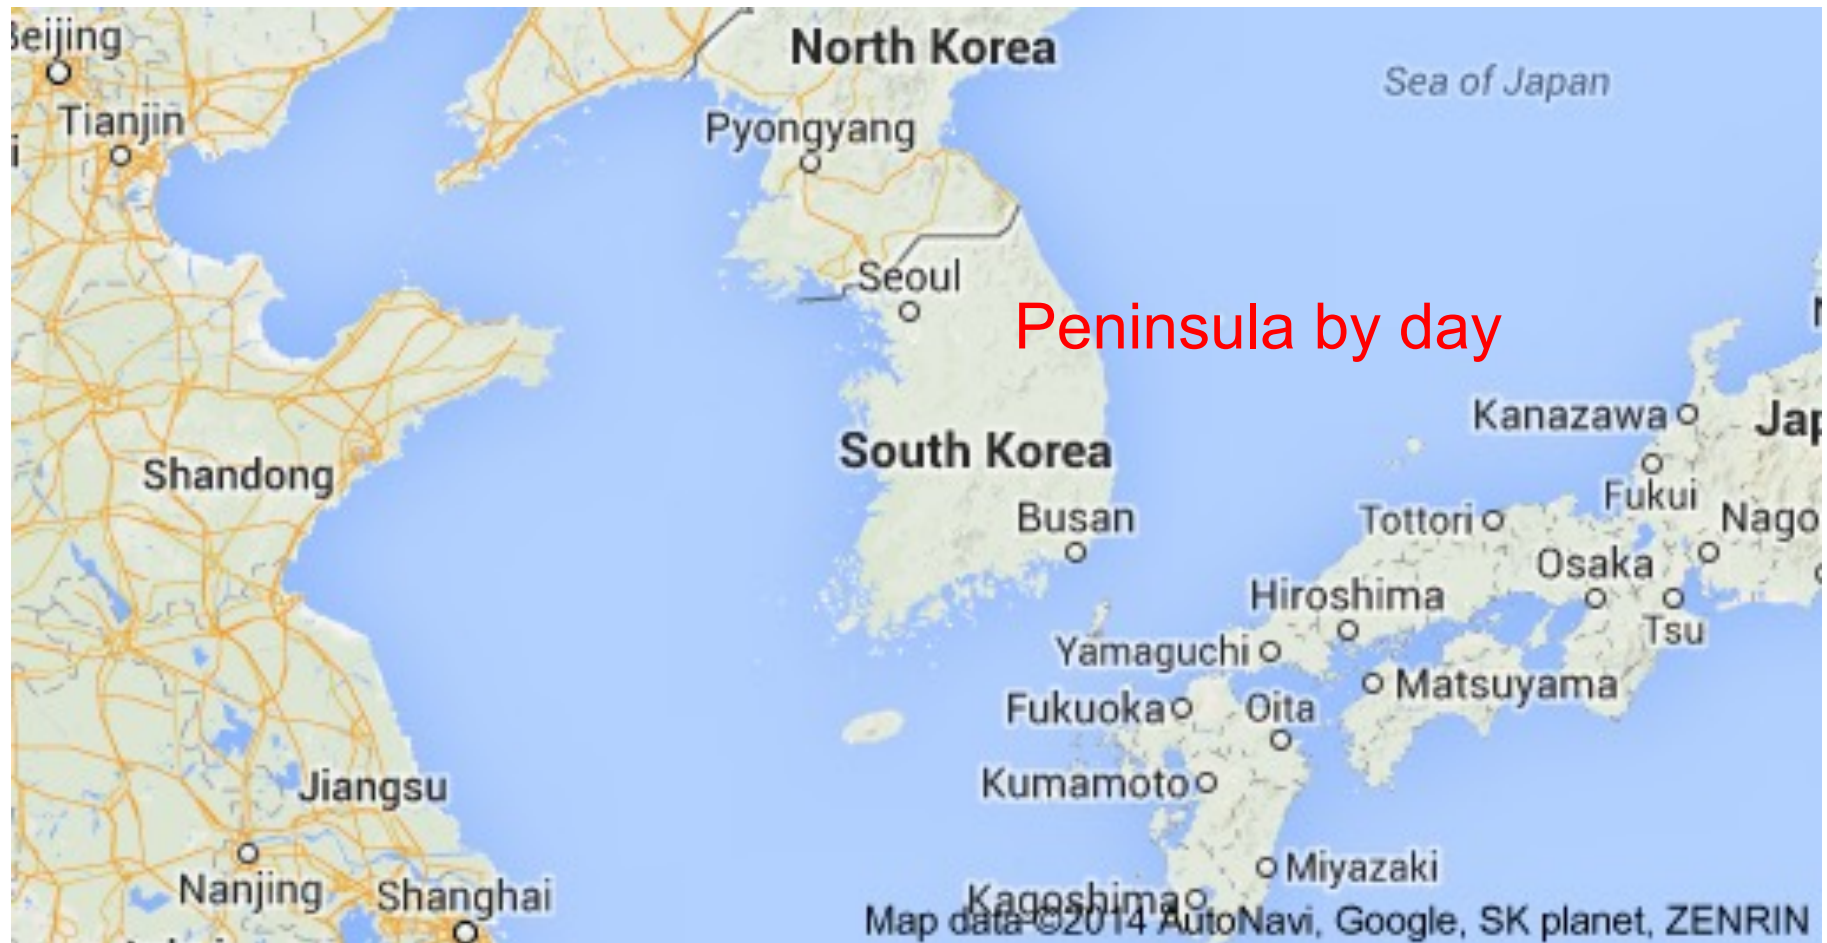 Beijing
North Korea
Sea of Japan
Tianjin
Pyongyang
Seoul
Peninsula by day
Kanazawa
South Korea
Shandong
Fukui
Busan
Tottori
Osaka
Hiroshima
Tsu
Yamaguchi
Matsuyama
Fukuoka
Oita
Kumamoto
Jiangsu
Miyazaki
Nanjing
Shanghai
Kagoshima
Map data ©2014 AutoNavi, Google, SK planet, ZENRIN